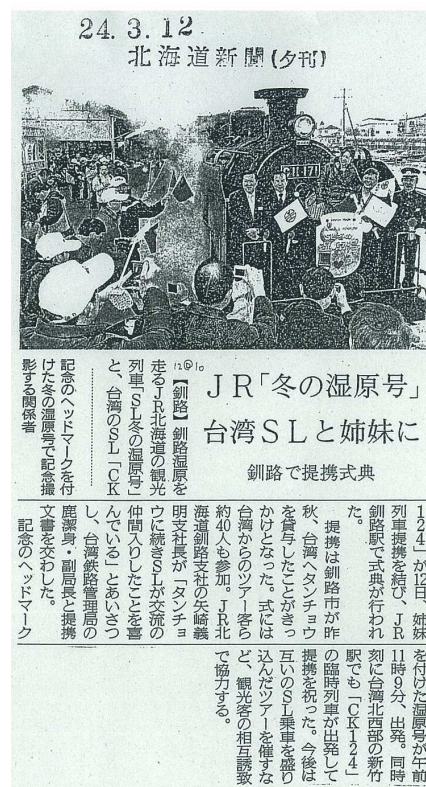 24.3.12
北海道新聞(夕刊)
C11 171
JR「冬の湿原号」
台湾SLと姉妹に
釧路で提携式典
12@10
【釧路】釧路湿原を
走るJR北海道の観光
列車「SL冬の湿原号」
と、台湾のSL「CK
124」が12日、姉妹
列車提携を結び、JR
釧路駅で式典が行われ
た。
提携は釧路市が昨
秋、台湾へタンチョウ
を貸与したことがきっ
かけとなった。式には
台湾からのツアー客ら
約40人も参加。JR北
海道釧路支社の矢崎義
明支社長が「タンチョ
ウに続きSLが交流の
仲間入りしたことを喜
んでいる」とあいさつ
し、台湾鉄路管理局の
鹿潔身・副局長と提携
文書を交わした。
記念のヘッドマーク
を付けた湿原号が午前
11時9分、出発。同時
刻に台湾北西部の新竹
駅でも「CK124」
の臨時列車が出発して
提携を祝った。今後は
互いのSL乗車を盛り
込んだツアーを催すな
ど、観光客の相互誘致
で協力する。
記念のヘッドマークを付
けた冬の湿原号で記念撮
影する関係者